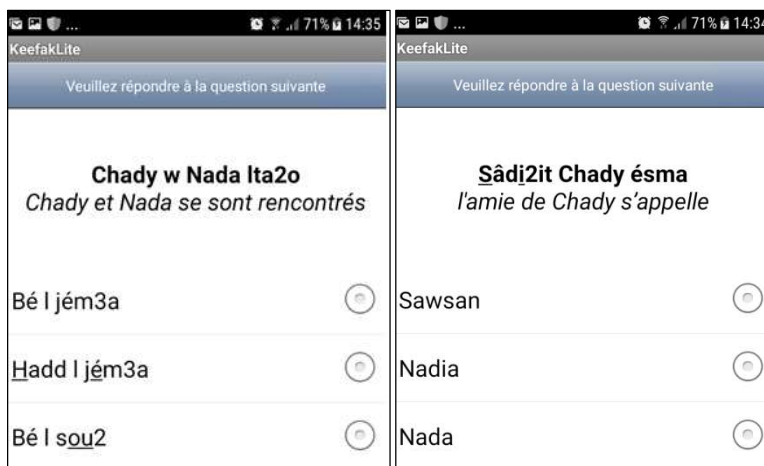 ... 71% 14:35
KeefakLite
Veuillez répondre à la question suivante
Chady w Nada lta2o
Chady et Nada se sont rencontrés
Bé l jém3a
Hadd l jém3a
Bé l sou2
... 71% 14:34
KeefakLite
Veuillez répondre à la question suivante
Sâdi2it Chady ésma
l'amie de Chady s’appelle
Sawsan
Nadia
Nada